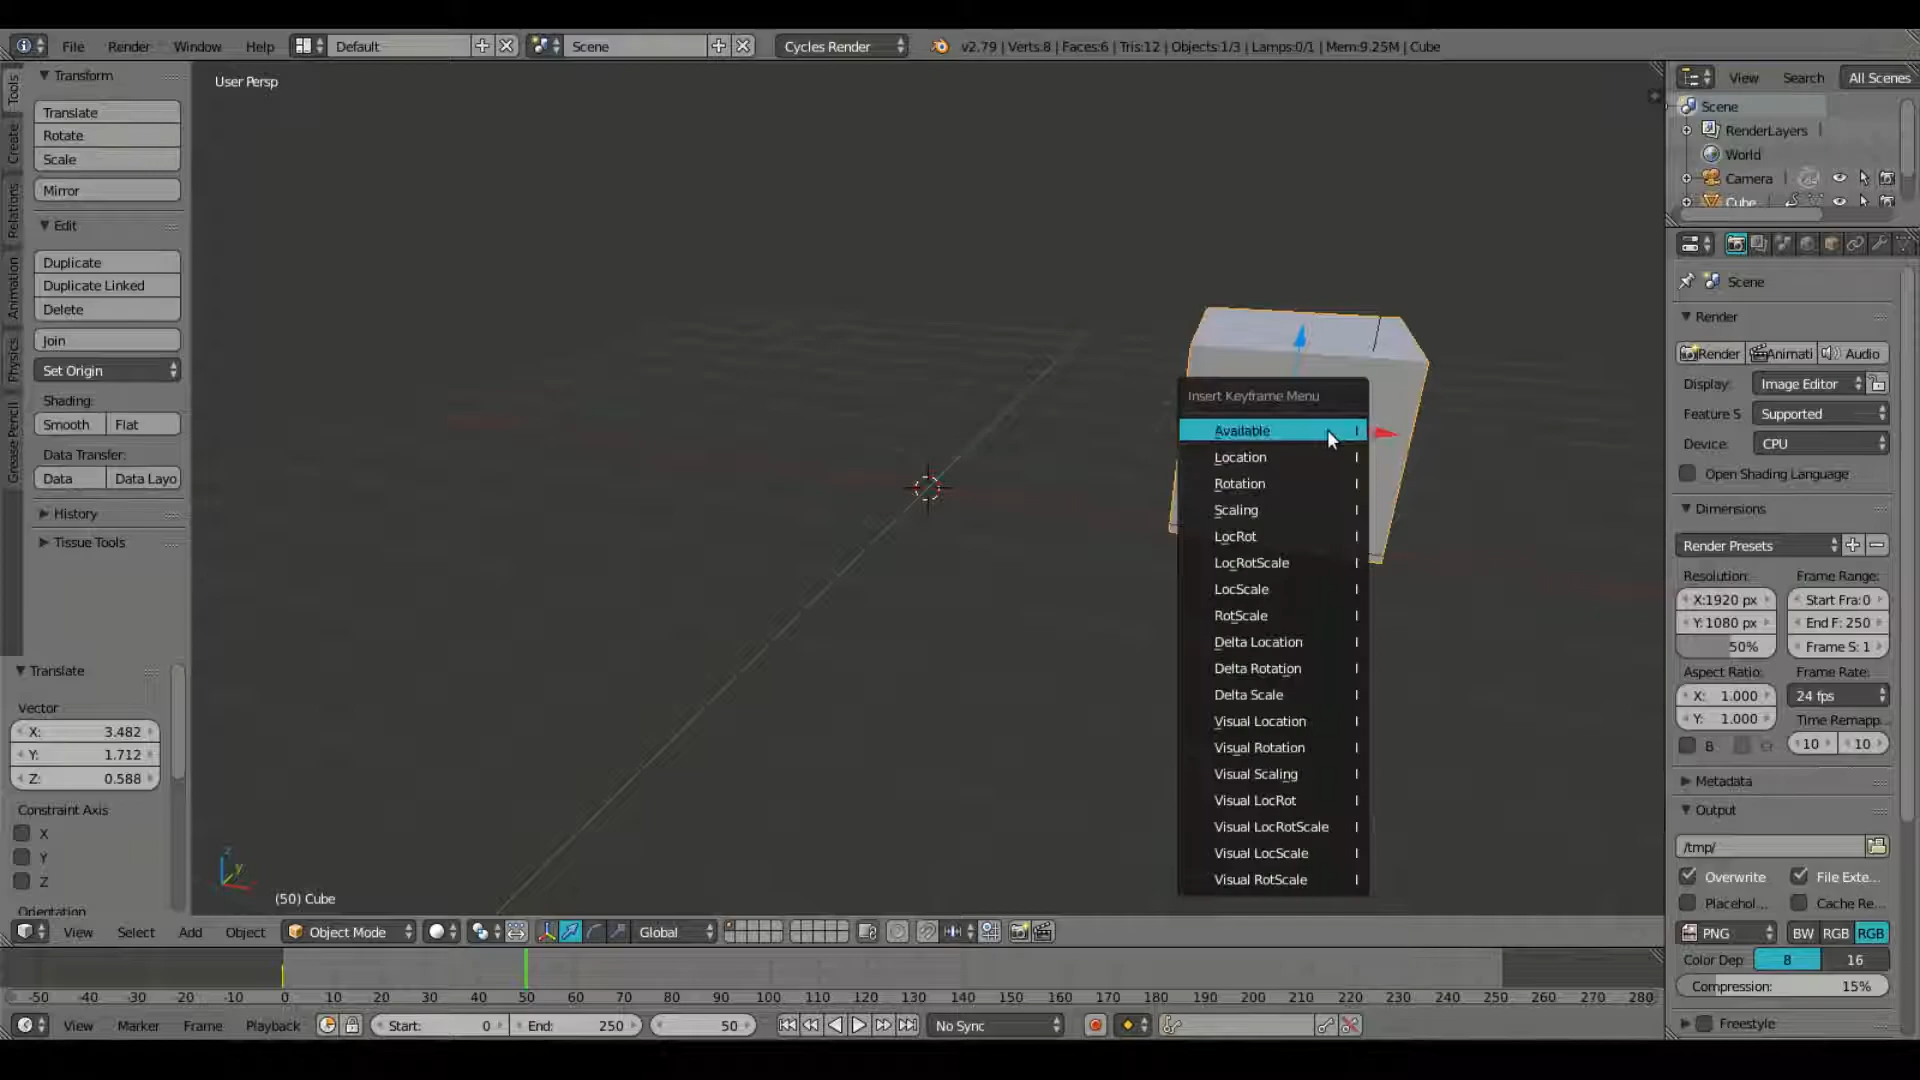 File Render Window Help Default Scene Cycles Render v2.79 | Verts:8 | Faces:6 | Tris:12 | Objects:1/3 | Lamps:0/1 | Mem:9.25M | Cube
Tools
Create
Relations
Animation
Physics
Grease Pencil
Transform
Translate
Rotate
Scale
Mirror
Edit
Duplicate
Duplicate Linked
Delete
Join
Set Origin
Shading:
Smooth Flat
Data Transfer:
Data Data Layo
History
Tissue Tools
Translate
Vector
X: 3.482
Y: 1.712
Z: 0.588
Constraint Axis
X
Y
Z
Orientation
User Persp
Insert Keyframe Menu
Available I
Location I
Rotation I
Scaling I
LocRot I
LocRotScale I
LocScale I
RotScale I
Delta Location I
Delta Rotation I
Delta Scale I
Visual Location I
Visual Rotation I
Visual Scaling I
Visual LocRot I
Visual LocRotScale I
Visual LocScale I
Visual RotScale I
z
y
(50) Cube
View Select Add Object Object Mode Global
-50 -40 -30 -20 -10 0 10 20 30 40 50 60 70 80 90 100 110 120 130 140 150 160 170 180 190 200 210 220 230 240 250 260 270 280
View Marker Frame Playback Start: 0 End: 250 50 No Sync
View Search All Scenes
Scene
RenderLayers
World
Camera
Cube
Scene
Render
Render Animati Audio
Display: Image Editor
Feature S Supported
Device: CPU
Open Shading Language
Dimensions
Render Presets
Resolution: Frame Range:
X:1920 px Start Fra:0
Y: 1080 px End F: 250
50% Frame S: 1
Aspect Ratio: Frame Rate:
X: 1.000 24 fps
Y: 1.000 Time Remapp..
B Cr 10 10
Metadata
Output
/tmp/
Overwrite File Exte...
Placehol... Cache Re...
PNG BW RGB RGB
Color Dep: 8 16
Compression: 15%
Freestyle